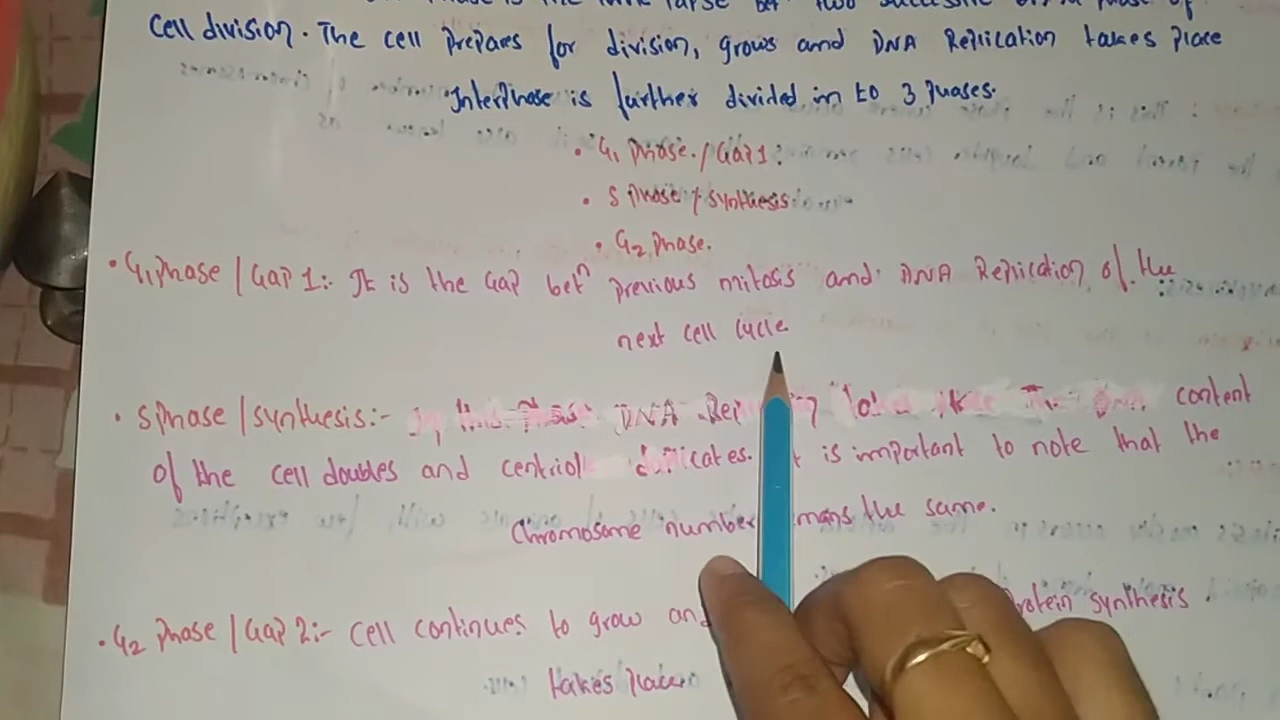 cell division. The cell prepares for division, grows and DNA Replication takes place
Interphase is further divided in to 3 phases.
• G1 phase. / Gap 1:
• S phase / synthesis
• G2 phase.
• G1 phase / Gap 1:- It is the Gap betn previous mitosis and DNA Replication of the
next cell cycle
• S phase / synthesis:- In this phase DNA content
of the cell doubles and duplicates. is important to note that the
Chromosome number the same.
• G2 phase / Gap 2:- Cell continues to grow protein synthesis.
takes place